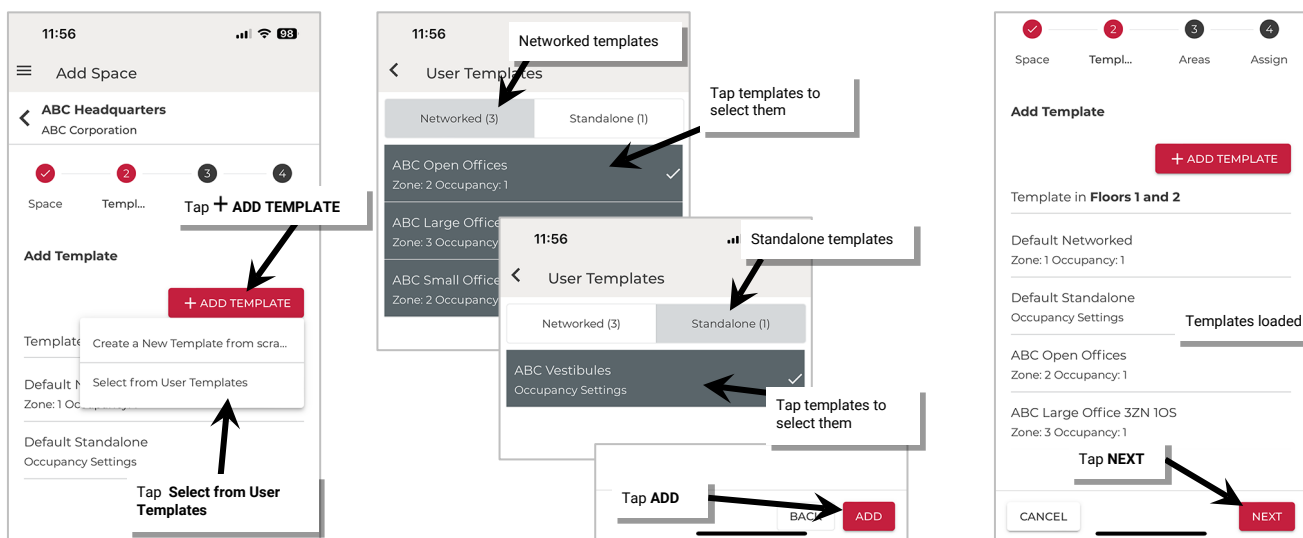 11:56
98
Add Space
ABC Headquarters
ABC Corporation
2
3
4
Space
Templ...
Tap + ADD TEMPLATE
Add Template
+ ADD TEMPLATE
Template
Create a New Template from scra...
Select from User Templates
Default N
Zone: 1 Oc
Default Standalone
Occupancy Settings
Tap Select from User
Templates
11:56
Networked templates
User Templates
Networked (3)
Standalone (1)
Tap templates to
select them
ABC Open Offices
Zone: 2 Occupancy: 1
ABC Large Office
Zone: 3 Occupancy
ABC Small Office
Zone: 2 Occupancy
11:56
Standalone templates
User Templates
Networked (3)
Standalone (1)
ABC Vestibules
Occupancy Settings
Tap templates to
select them
Tap ADD
BACK
ADD
2
3
4
Space
Templ...
Areas
Assign
Add Template
+ ADD TEMPLATE
Template in Floors 1 and 2
Default Networked
Zone: 1 Occupancy: 1
Default Standalone
Occupancy Settings
Templates loaded
ABC Open Offices
Zone: 2 Occupancy: 1
ABC Large Office 3ZN 1OS
Zone: 3 Occupancy: 1
Tap NEXT
CANCEL
NEXT